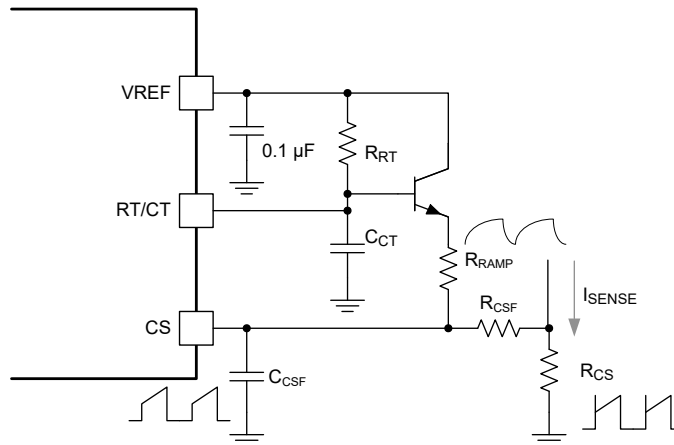 VREF
0.1 µF
RRT
RT/CT
CCT
RRAMP
RCSF
ISENSE
CS
CCSF
RCS